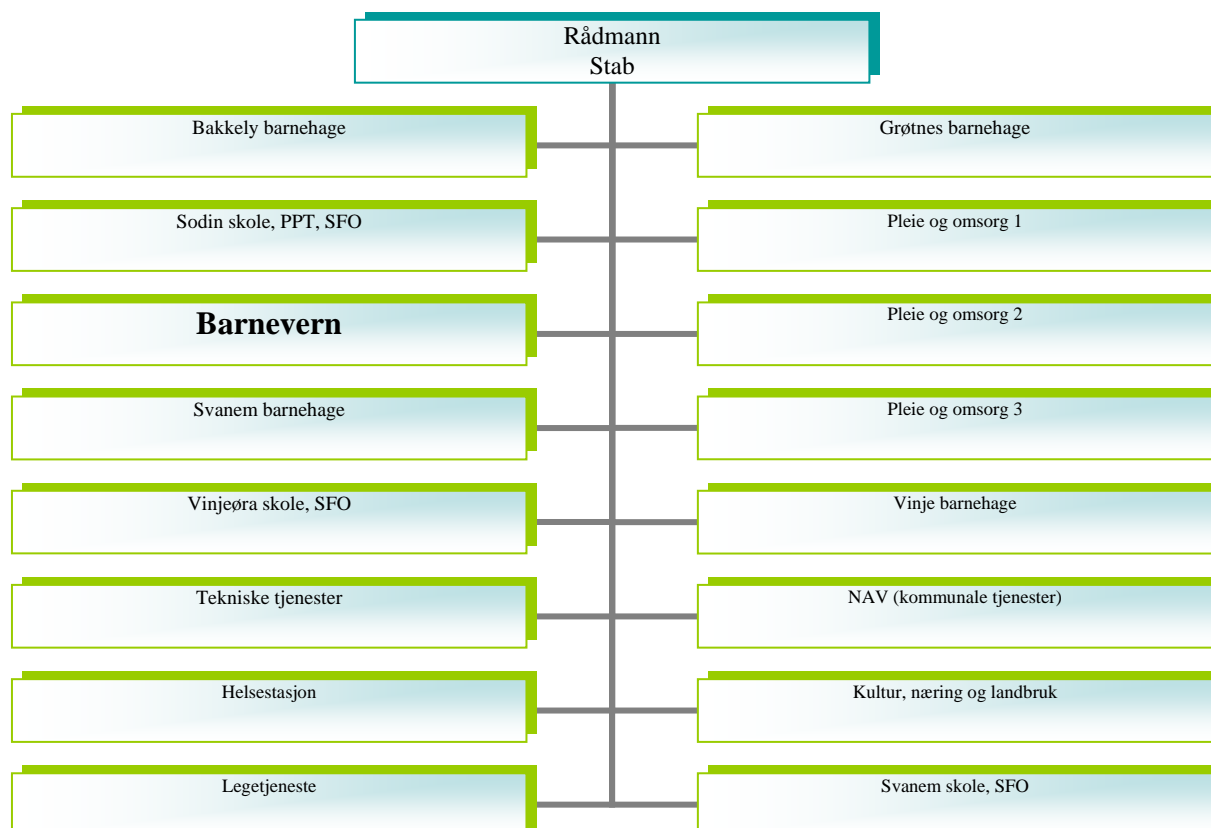 Rådmann
Stab
Bakkely barnehage
Grøtnes barnehage
Sodin skole, PPT, SFO
Pleie og omsorg 1
Barnevern
Pleie og omsorg 2
Svanem barnehage
Pleie og omsorg 3
Vinjeøra skole, SFO
Vinje barnehage
Tekniske tjenester
NAV (kommunale tjenester)
Helsestasjon
Kultur, næring og landbruk
Legetjeneste
Svanem skole, SFO